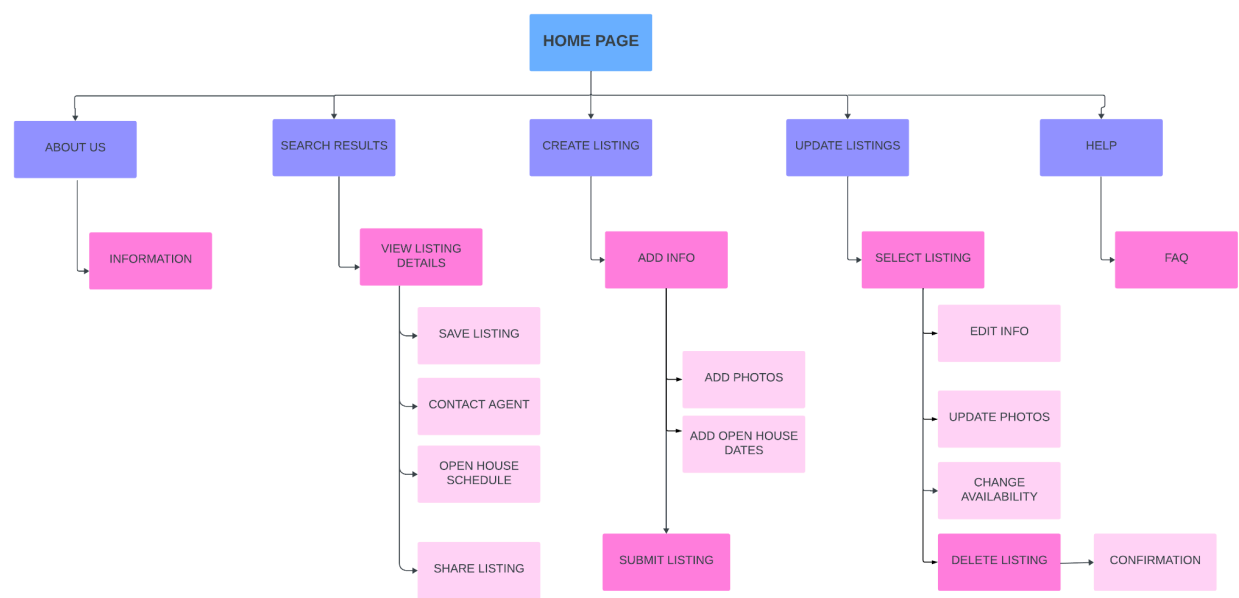 HOME PAGE
ABOUT US
SEARCH RESULTS
CREATE LISTING
UPDATE LISTINGS
HELP
INFORMATION
VIEW LISTING
DETAILS
ADD INFO
SELECT LISTING
FAQ
SAVE LISTING
CONTACT AGENT
OPEN HOUSE
SCHEDULE
SHARE LISTING
ADD PHOTOS
ADD OPEN HOUSE
DATES
SUBMIT LISTING
EDIT INFO
UPDATE PHOTOS
CHANGE
AVAILABILITY
DELETE LISTING
CONFIRMATION